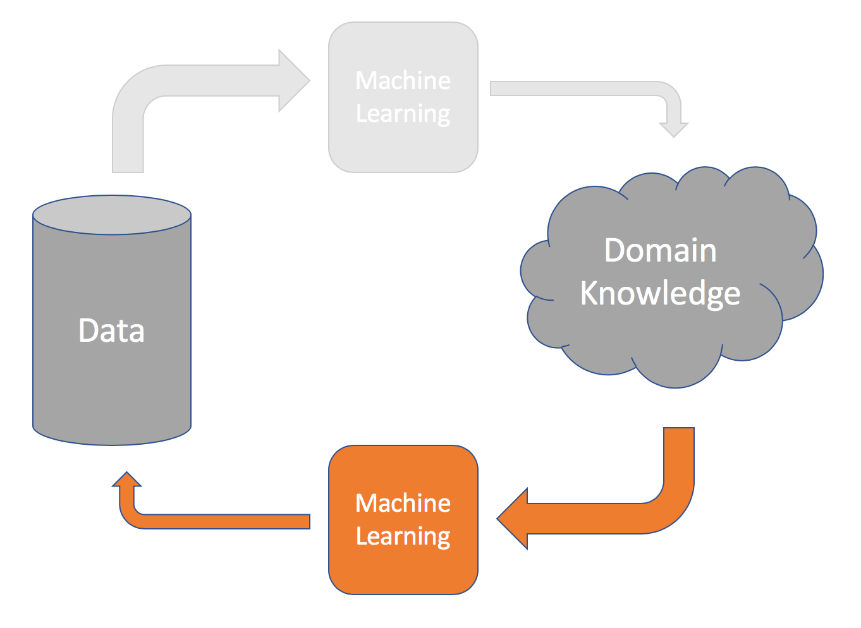 Machine
Learning
Domain
Knowledge
Data
Machine
Learning